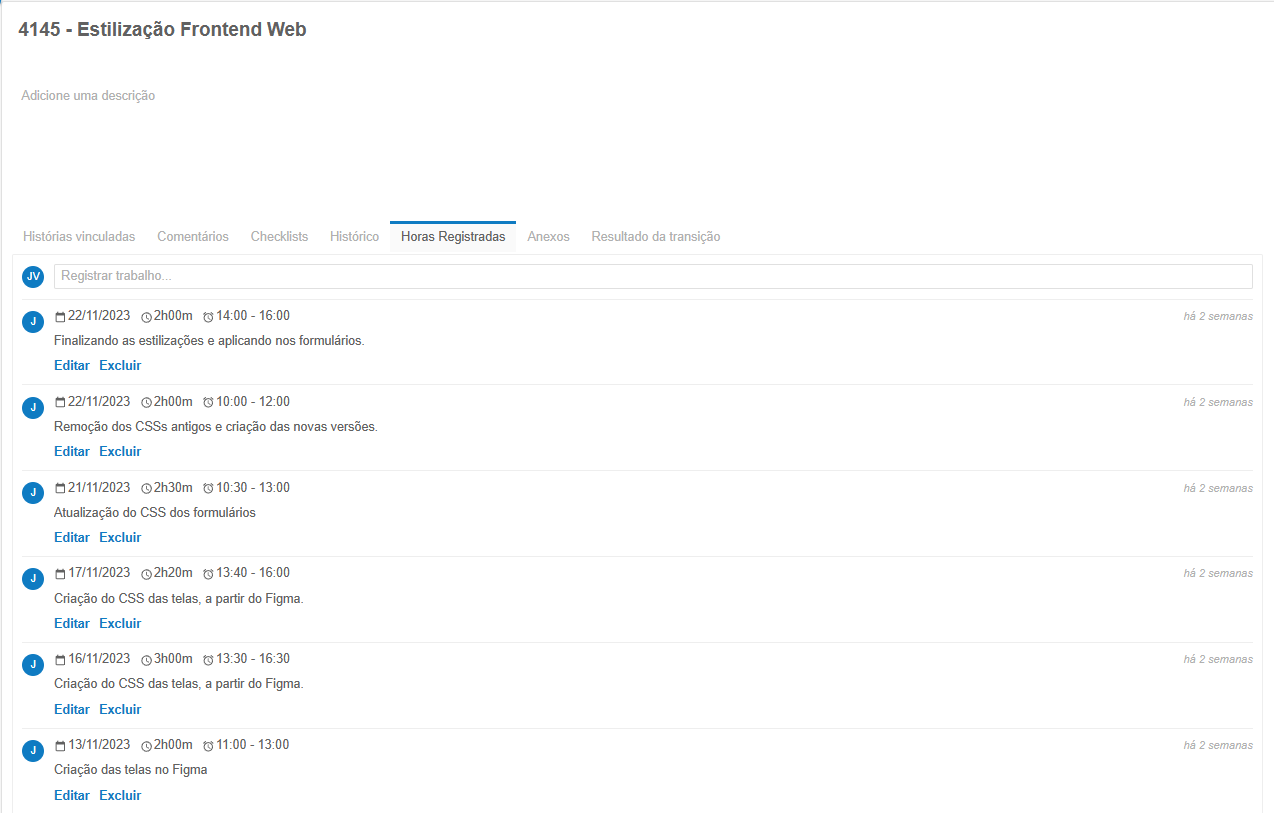 4145 - Estilização Frontend Web
Adicione uma descrição
Histórias vinculadas Comentários Checklists Histórico Horas Registradas Anexos Resultado da transição
JV Registrar trabalho...
J 22/11/2023 2h00m 14:00 - 16:00 há 2 semanas
Finalizando as estilizações e aplicando nos formulários.
Editar Excluir
J 22/11/2023 2h00m 10:00 - 12:00 há 2 semanas
Remoção dos CSSs antigos e criação das novas versões.
Editar Excluir
J 21/11/2023 2h30m 10:30 - 13:00 há 2 semanas
Atualização do CSS dos formulários
Editar Excluir
J 17/11/2023 2h20m 13:40 - 16:00 há 2 semanas
Criação do CSS das telas, a partir do Figma.
Editar Excluir
J 16/11/2023 3h00m 13:30 - 16:30 há 2 semanas
Criação do CSS das telas, a partir do Figma.
Editar Excluir
J 13/11/2023 2h00m 11:00 - 13:00 há 2 semanas
Criação das telas no Figma
Editar Excluir